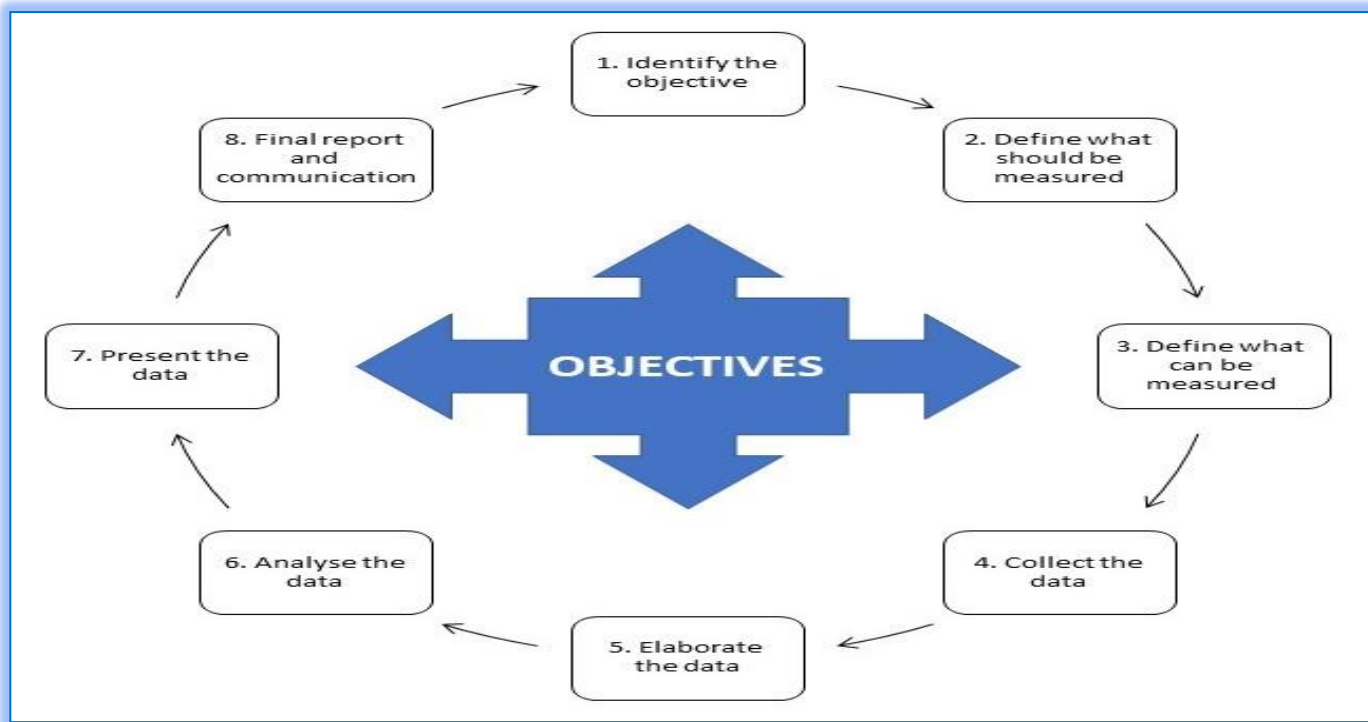 1. Identify the
objective
2. Define what
should be
measured
3. Define what
can be
measured
4. Collect the
data
5. Elaborate
the data
6. Analyse the
data
7. Present the
data
8. Final report
and
communication
OBJECTIVES